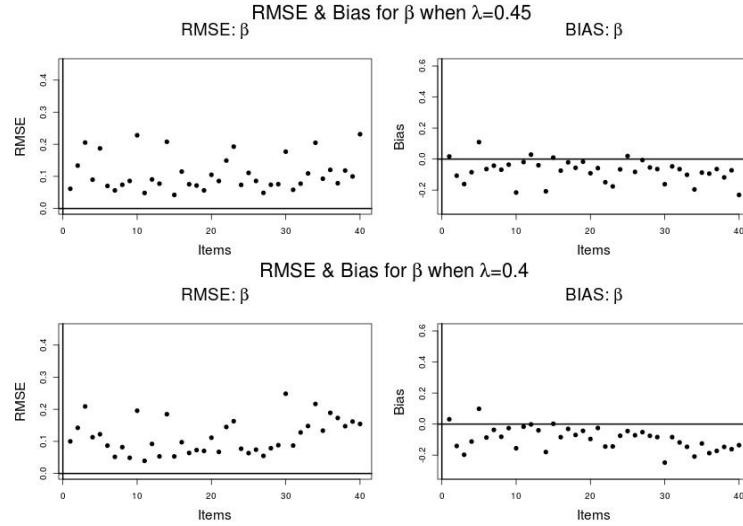 RMSE & Bias for β when λ=0.45
RMSE: β
BIAS: β
RMSE
0.0 0.1 0.2 0.3 0.4
0 10 20 30 40
Items
Bias
-0.2 0.0 0.2 0.4 0.6
0 10 20 30 40
Items
RMSE & Bias for β when λ=0.4
RMSE: β
BIAS: β
RMSE
0.0 0.1 0.2 0.3 0.4
0 10 20 30 40
Items
Bias
-0.2 0.0 0.2 0.4 0.6
0 10 20 30 40
Items